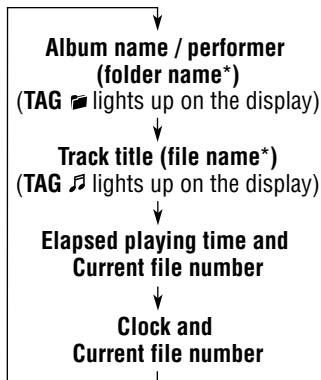 Album name / performer
(folder name*)
(TAG lights up on the display)
Track title (file name*)
(TAG lights up on the display)
Elapsed playing time and
Current file number
Clock and
Current file number